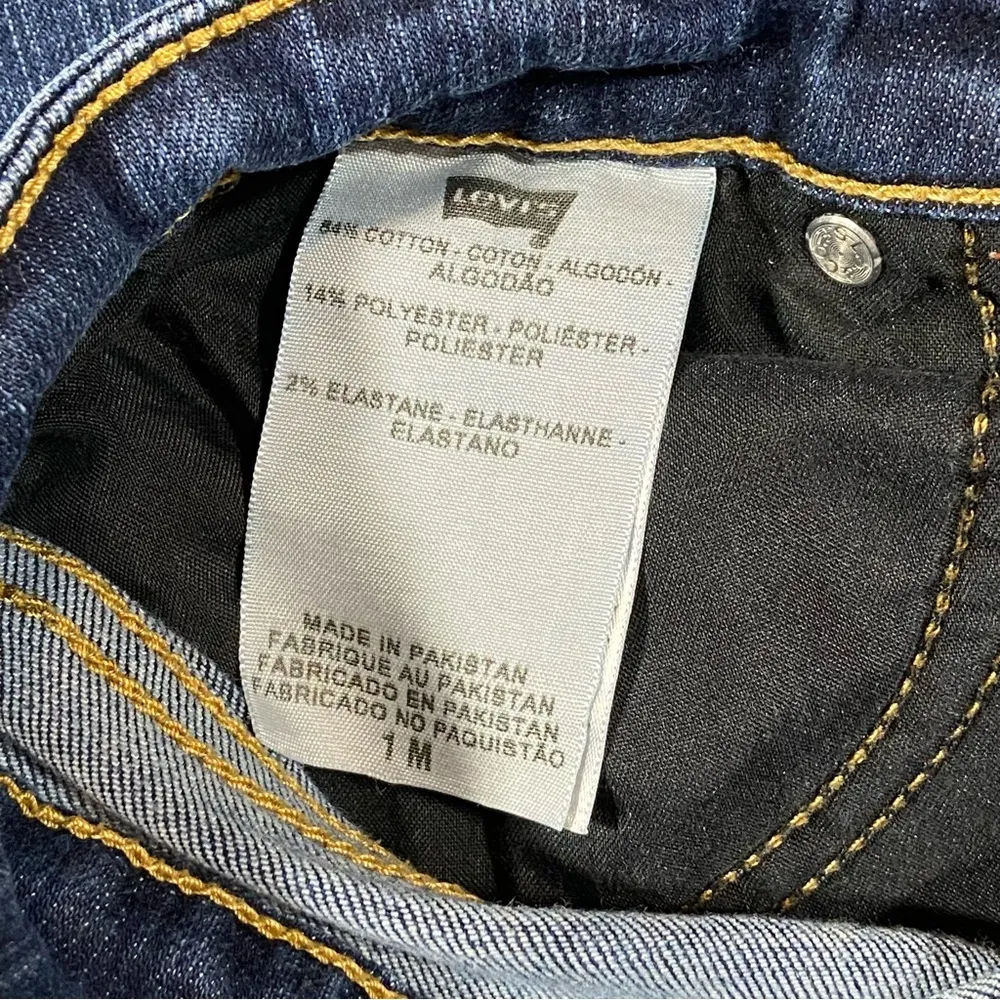 Levi's
84% COTTON - COTON - ALGODÓN -
ALGODÃO
14% POLYESTER - POLIÉSTER -
POLIESTER
2% ELASTANE - ELASTHANNE -
ELASTANO
MADE IN PAKISTAN
FABRIQUE AU PAKISTAN
FABRICADO EN PAKISTAN
FABRICADO NO PAQUISTÃO
1 M